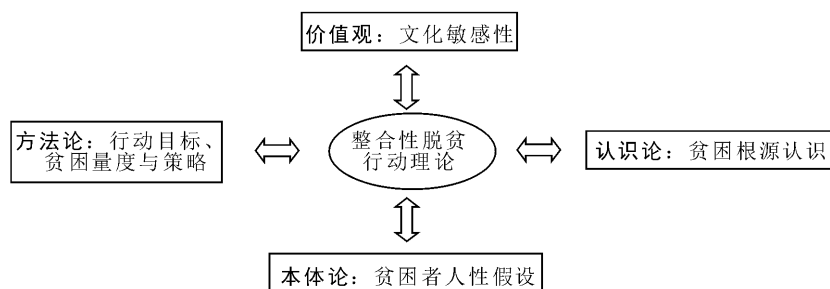 价值观：文化敏感性
方法论：行动目标、
贫困量度与策略
整合性脱贫
行动理论
认识论：贫困根源认识
本体论：贫困者人性假设